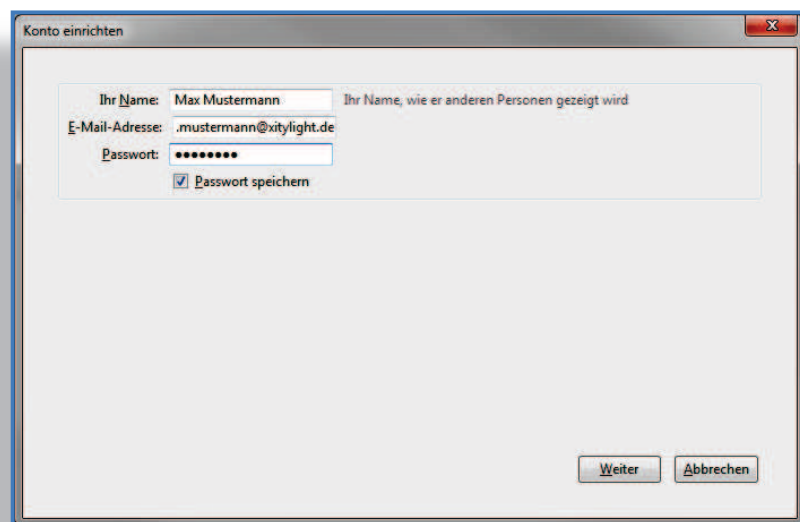 Konto einrichten
Ihr Name: Max Mustermann Ihr Name, wie er anderen Personen gezeigt wird
E-Mail-Adresse: .mustermann@xitylight.de
Passwort: ••••••••
Passwort speichern
Weiter Abbrechen